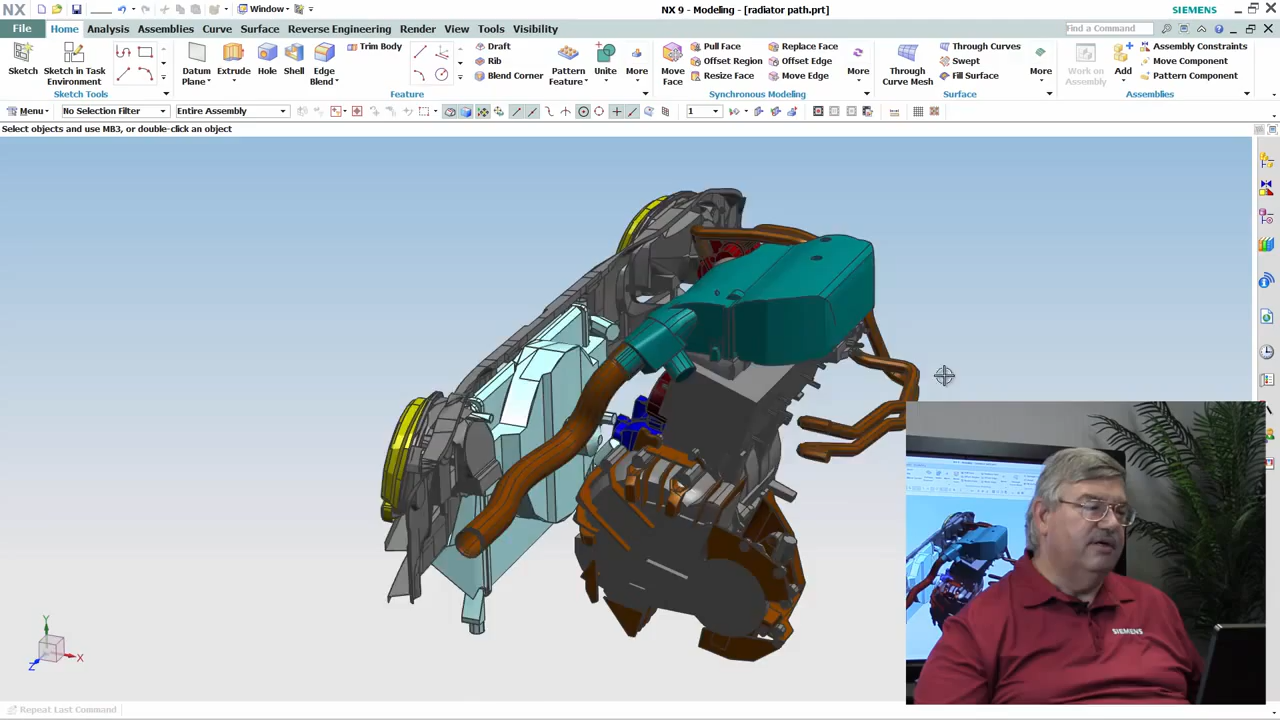 NX
Window
NX 9 - Modeling - [radiator path.prt]
SIEMENS
File
Home
Analysis
Assemblies
Curve
Surface
Reverse Engineering
Render
View
Tools
Visibility
Find a Command
Sketch
Sketch in Task Environment
Datum Plane
Extrude
Hole
Shell
Edge Blend
Trim Body
Draft
Rib
Blend Corner
Pattern Feature
Unite
More
Move Face
Pull Face
Offset Region
Resize Face
Replace Face
Offset Edge
Move Edge
More
Through Curve Mesh
Through Curves
Swept
Fill Surface
More
Work on Assembly
Add
Assembly Constraints
Move Component
Pattern Component
Sketch Tools
Feature
Synchronous Modeling
Surface
Assemblies
Menu
No Selection Filter
Entire Assembly
1
Select objects and use MB3, or double-click an object
Y
X
Z
SIEMENS
Repeat Last Command